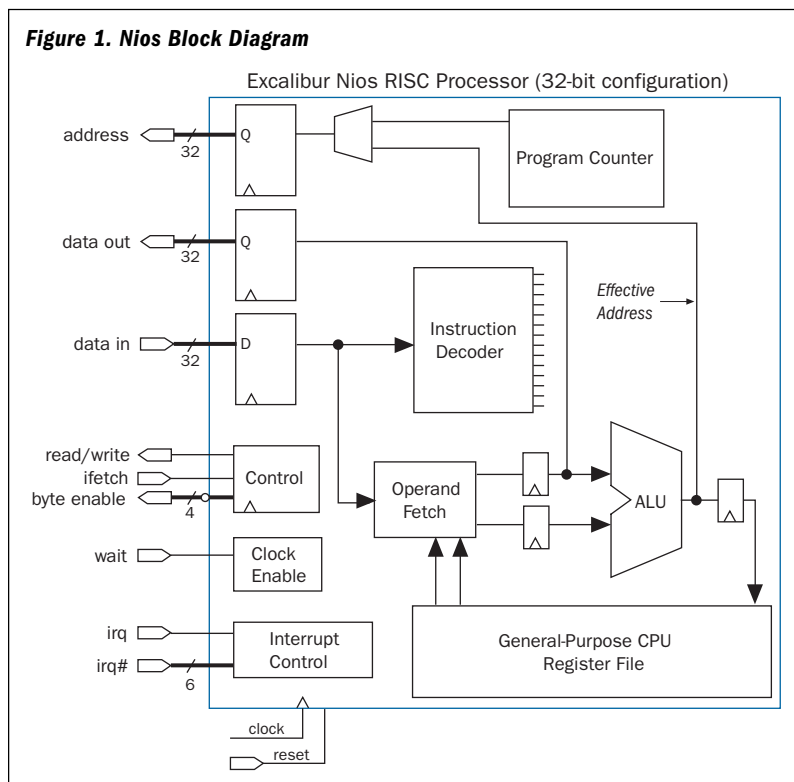 Figure 1. Nios Block Diagram
Excalibur Nios RISC Processor (32-bit configuration)
address
32
Q
Program Counter
data out
32
Q
Effective
Address
data in
32
D
Instruction
Decoder
read/write
ifetch
byte enable
4
Control
Operand
Fetch
ALU
wait
Clock
Enable
irq
irq#
6
Interrupt
Control
General-Purpose CPU
Register File
clock
reset